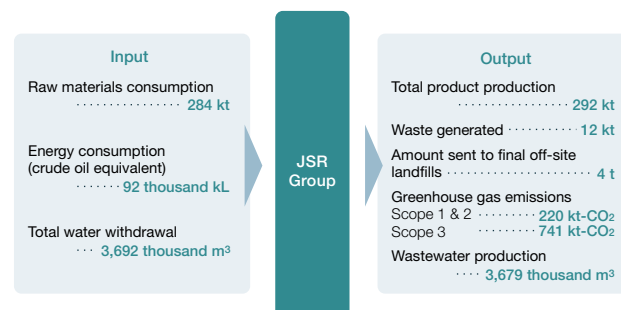 Input
Raw materials consumption
················ 284 kt
Energy consumption
(crude oil equivalent)
······· 92 thousand kL
Total water withdrawal
··· 3,692 thousand m³
JSR
Group
Output
Total product production
················ 292 kt
Waste generated ·········· 12 kt
Amount sent to final off-site
landfills ····················· 4 t
Greenhouse gas emissions
Scope 1 & 2 ········· 220 kt-CO₂
Scope 3 ········· 741 kt-CO₂
Wastewater production
···· 3,679 thousand m³